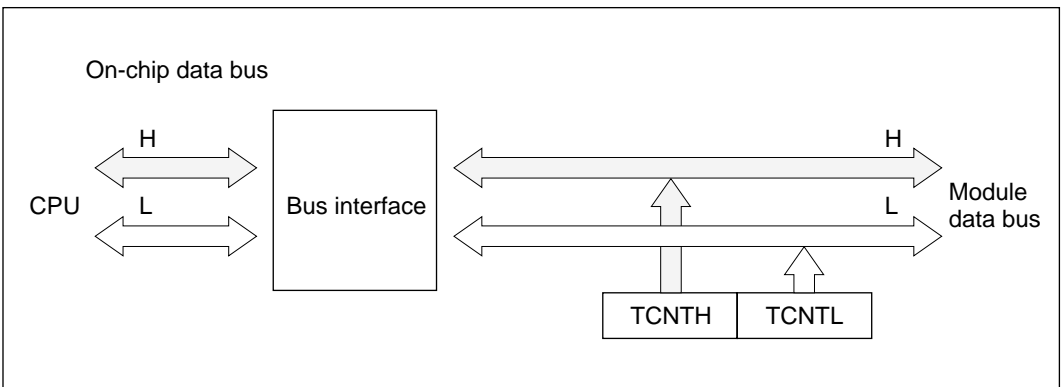 On-chip data bus
H
H
CPU
L
Bus interface
L
Module
data bus
TCNTH
TCNTL